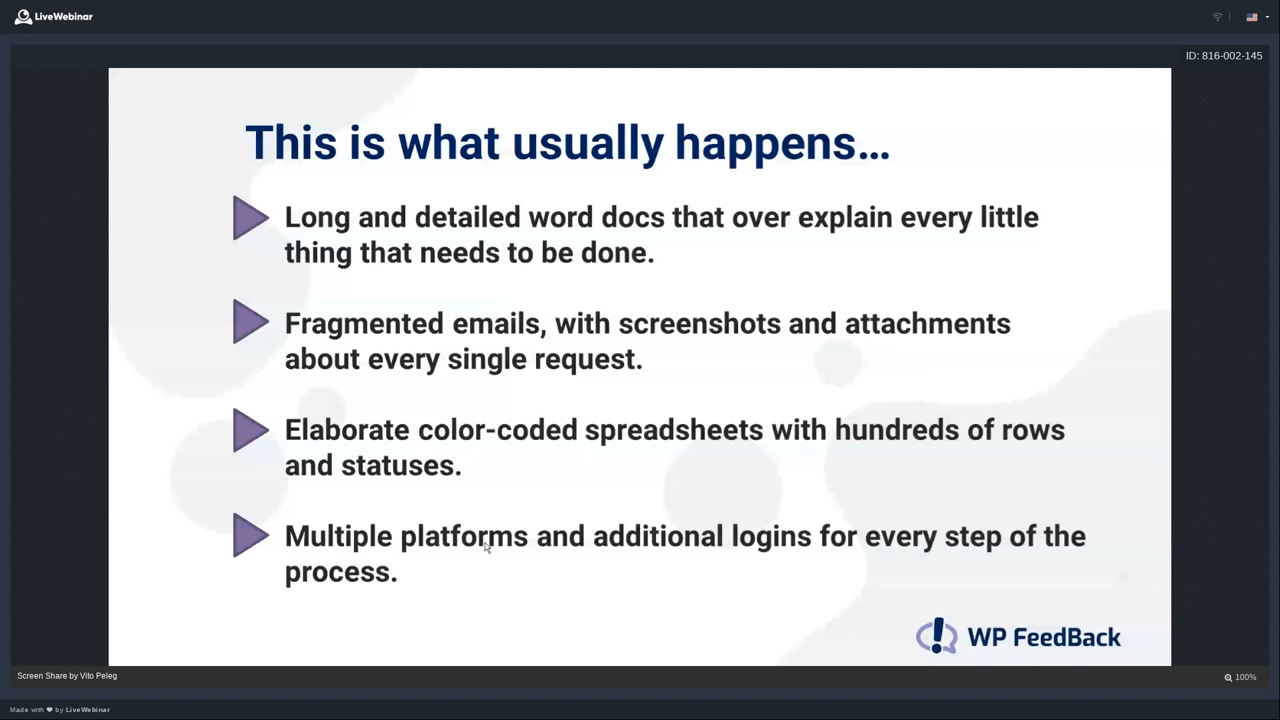 LiveWebinar
ID: 816-002-145
This is what usually happens...
Long and detailed word docs that over explain every little
thing that needs to be done.
Fragmented emails, with screenshots and attachments
about every single request.
Elaborate color-coded spreadsheets with hundreds of rows
and statuses.
Multiple platforms and additional logins for every step of the
process.
WP FeedBack
Screen Share by Vito Peleg
100%
Made with ❤ by LiveWebinar